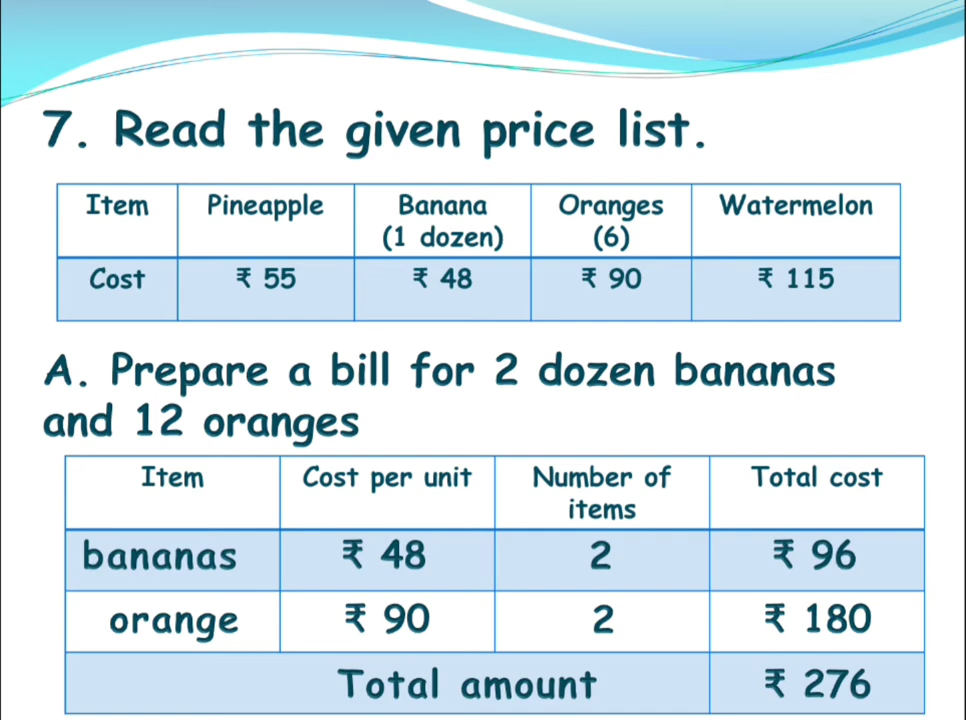 7. Read the given price list.
Item Pineapple Banana (1 dozen) Oranges (6) Watermelon
Cost ₹ 55 ₹ 48 ₹ 90 ₹ 115
A. Prepare a bill for 2 dozen bananas
and 12 oranges
Item Cost per unit Number of items Total cost
bananas ₹ 48 2 ₹ 96
orange ₹ 90 2 ₹ 180
Total amount ₹ 276